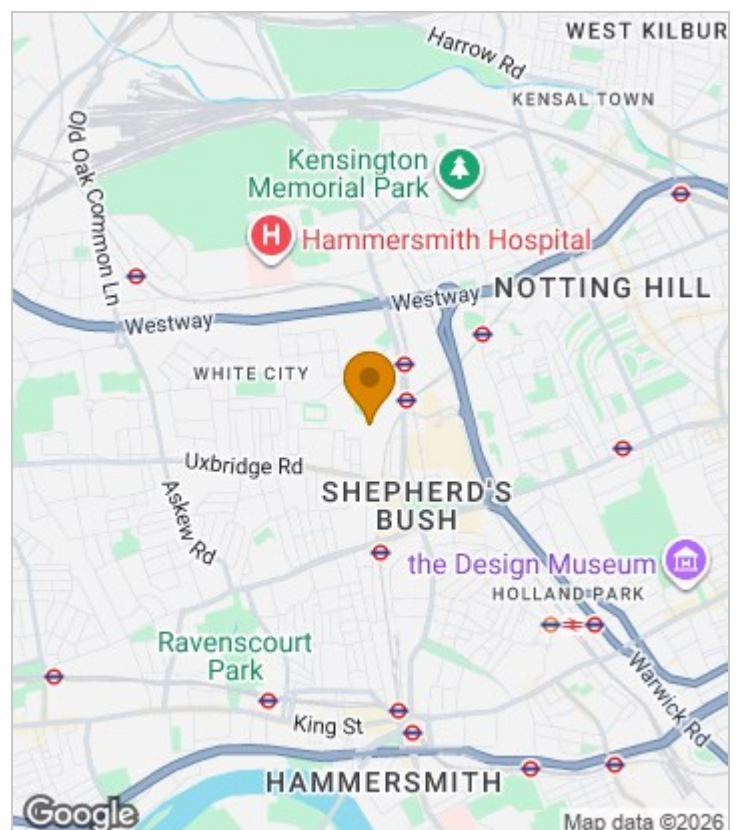 WEST KILBUR
Harrow Rd
KENSAL TOWN
Old Oak Common Ln
Kensington
Memorial Park
H
Hammersmith Hospital
Westway
NOTTING HILL
Westway
WHITE CITY
Uxbridge Rd
SHEPHERD'S
BUSH
Askew Rd
the Design Museum
HOLLAND PARK
Ravenscourt
Park
Warwick Rd
King St
HAMMERSMITH
Google
Map data ©2026